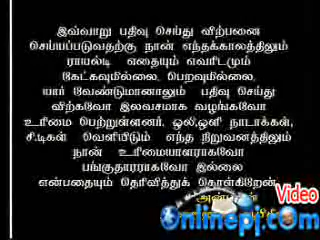 இவ்வாறு பதிவு செய்து விற்பனை
செய்யப்படுவதற்கு நான் எந்தக்காலத்திலும்
ராயல்டி எதையும் எவரிடமும்
கேட்கவுமில்லை. பெறவுமில்லை.
யார் வேண்டுமானாலும் பதிவு செய்து
விற்கவோ இலவசமாக வழங்கவோ
உரிமை பெற்றுள்ளனர். ஒலி,ஒளி நாடாக்கள்,
சி.டிகள் வெளியிடும் எந்த நிறுவனத்திலும்
நான் உரிமையாளராகவோ
பங்குதாரராகவோ இல்லை
என்பதையும் தெரிவித்துக் கொள்கிறேன்.
Video
Onlinepj.com